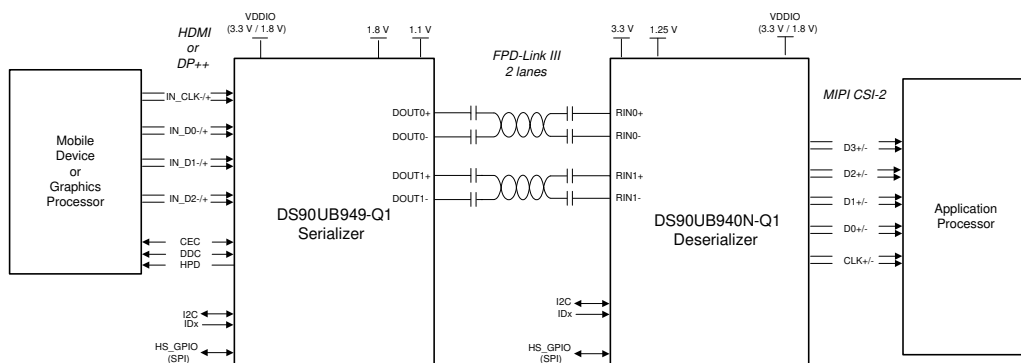 HDMI
or
DP++
VDDIO
(3.3 V / 1.8 V)
1.8 V
1.1 V
FPD-Link III
2 lanes
3.3 V
1.25 V
VDDIO
(3.3 V / 1.8 V)
MIPI CSI-2
Mobile
Device
or
Graphics
Processor
IN_CLK-/+
IN_D0-/+
IN_D1-/+
IN_D2-/+
CEC
DDC
HPD
I2C
IDx
HS_GPIO
(SPI)
DOUT0+
DOUT0-
DOUT1+
DOUT1-
DS90UB949-Q1
Serializer
RIN0+
RIN0-
RIN1+
RIN1-
DS90UB940N-Q1
Deserializer
I2C
IDx
HS_GPIO
(SPI)
D3+/-
D2+/-
D1+/-
D0+/-
CLK+/-
Application
Processor